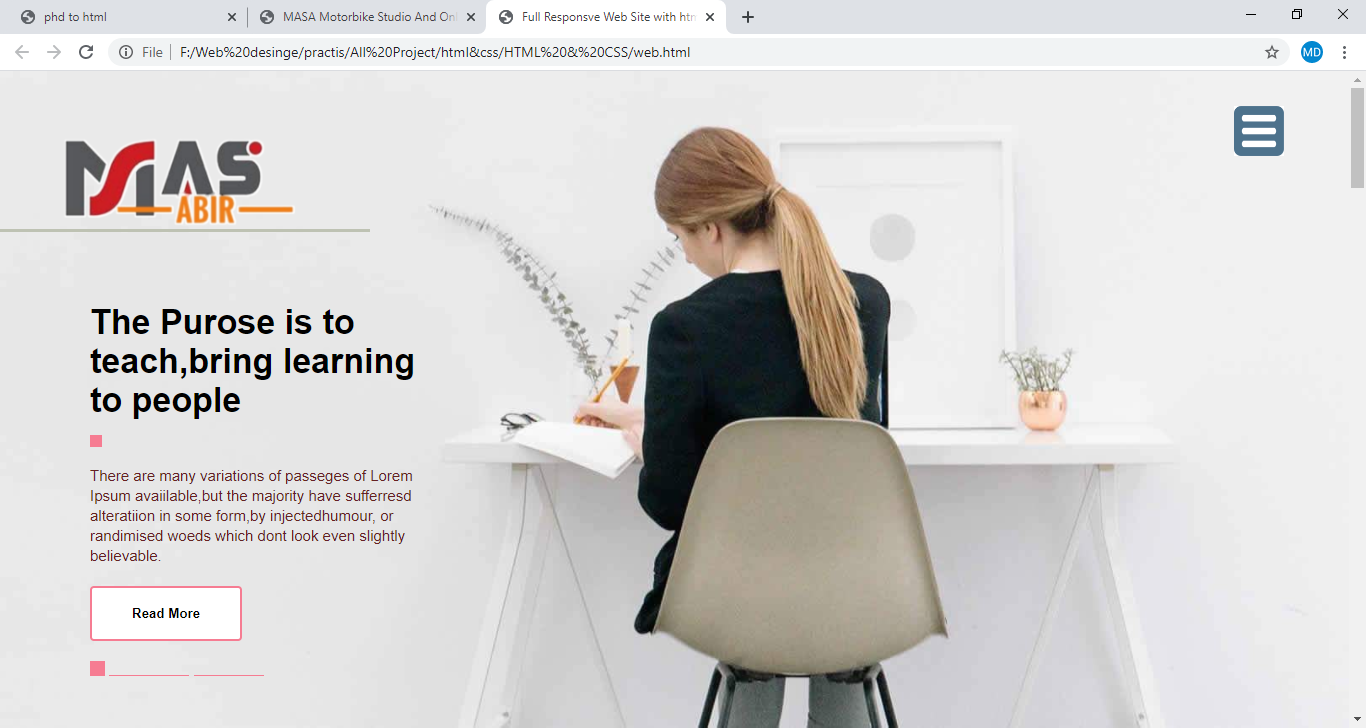 phd to html
MASA Motorbike Studio And Onl
Full Responsve Web Site with htm
File
F:/Web%20desinge/practis/All%20Project/html&css/HTML%20&%20CSS/web.html
MD
MAS
ABIR
The Purose is to
teach,bring learning
to people
There are many variations of passeges of Lorem
Ipsum avaiilable,but the majority have sufferresd
alteratiion in some form,by injectedhumour, or
randimised woeds which dont look even slightly
believable.
Read More